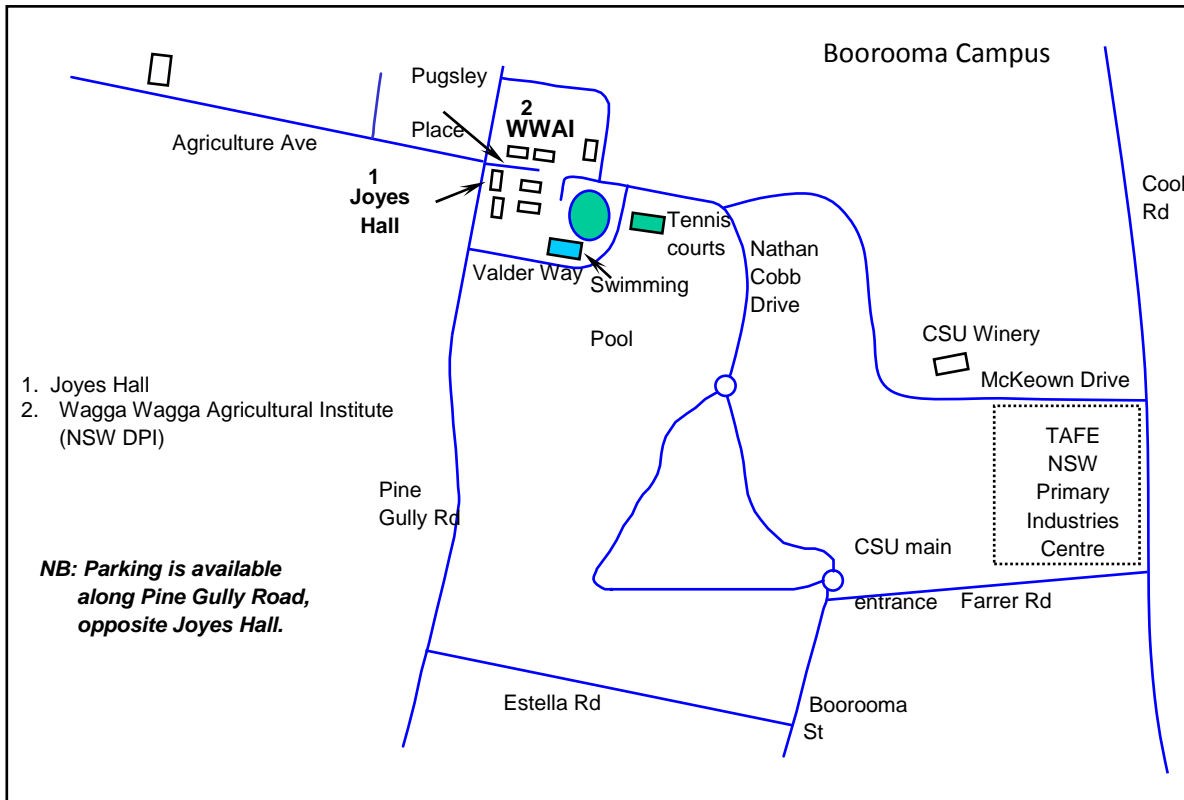 Boorooma Campus
Pugsley
Place
2
WWAI
Agriculture Ave
1
Joyes
Hall
Cool
Rd
Tennis
courts
Nathan
Cobb
Drive
Valder Way
Swimming
Pool
CSU Winery
McKeown Drive
1. Joyes Hall
2. Wagga Wagga Agricultural Institute
(NSW DPI)
TAFE
NSW
Primary
Industries
Centre
Pine
Gully Rd
CSU main
entrance
Farrer Rd
NB: Parking is available
along Pine Gully Road,
opposite Joyes Hall.
Estella Rd
Boorooma
St